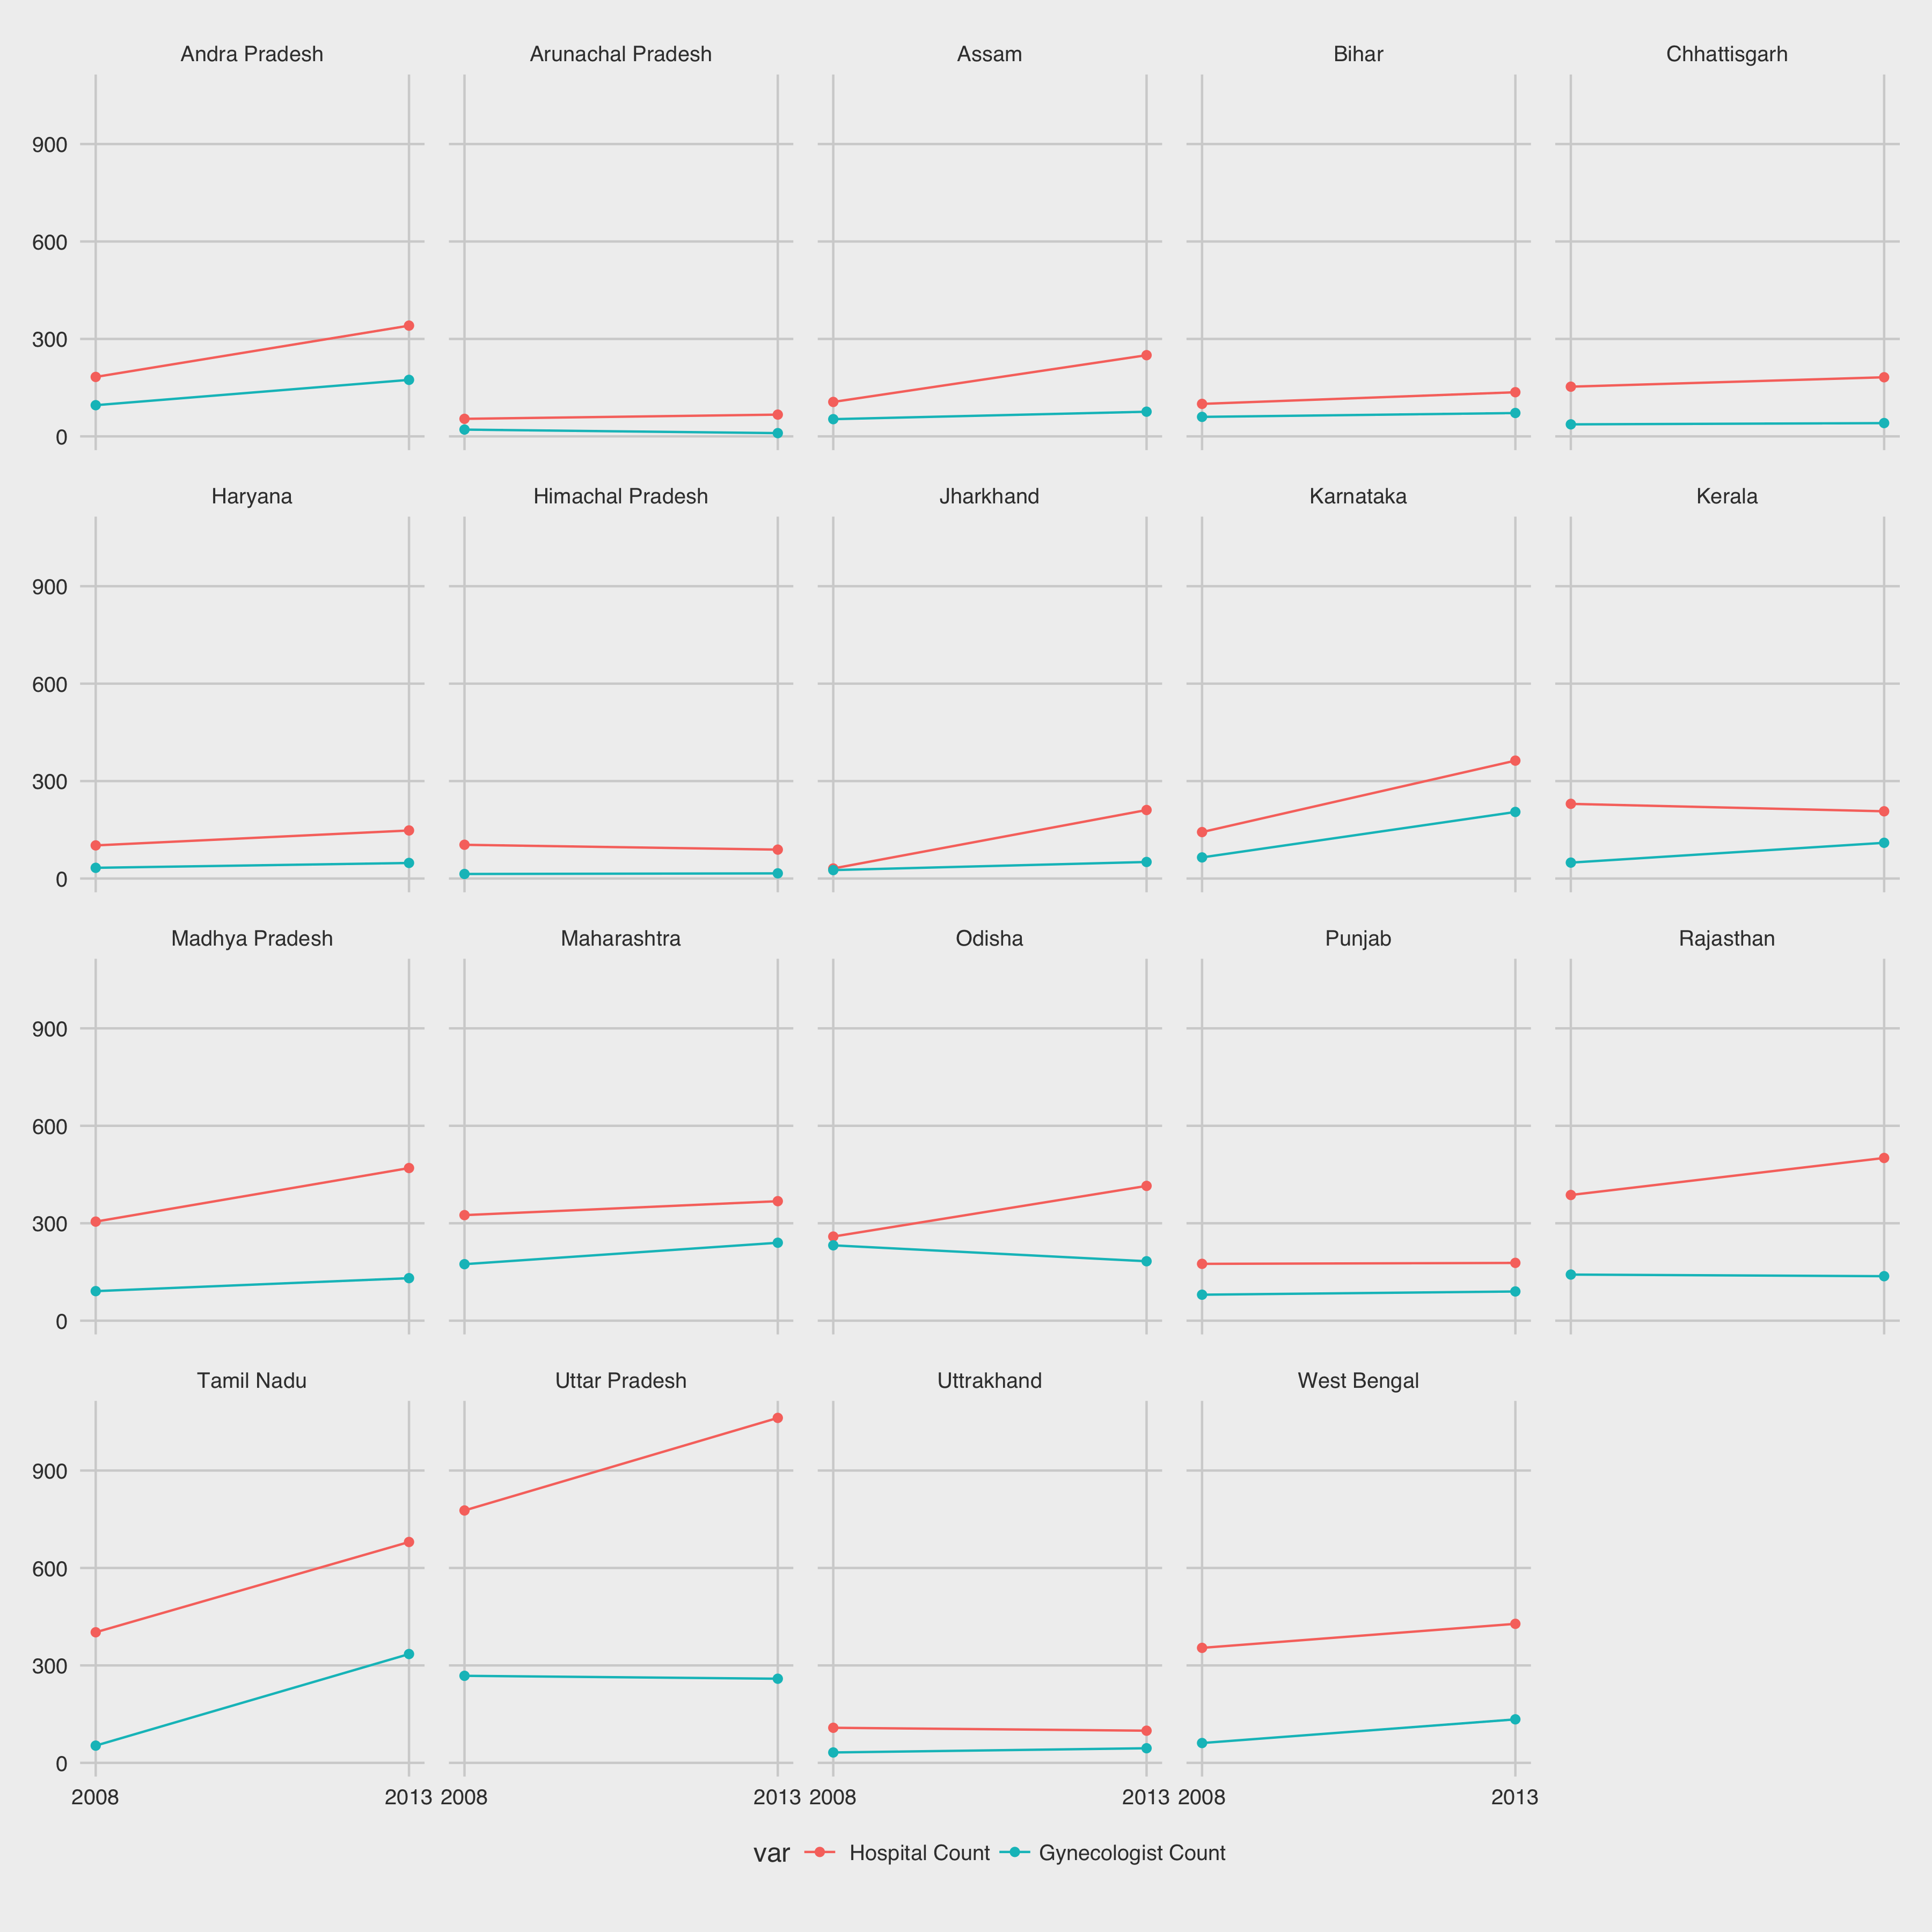 Andra Pradesh Arunachal Pradesh Assam Bihar Chhattisgarh
900
600
300
0
Haryana Himachal Pradesh Jharkhand Karnataka Kerala
900
600
300
0
Madhya Pradesh Maharashtra Odisha Punjab Rajasthan
900
600
300
0
Tamil Nadu Uttar Pradesh Uttrakhand West Bengal
900
600
300
0
2008 2013 2008 2013 2008 2013 2008 2013
var Hospital Count Gynecologist Count